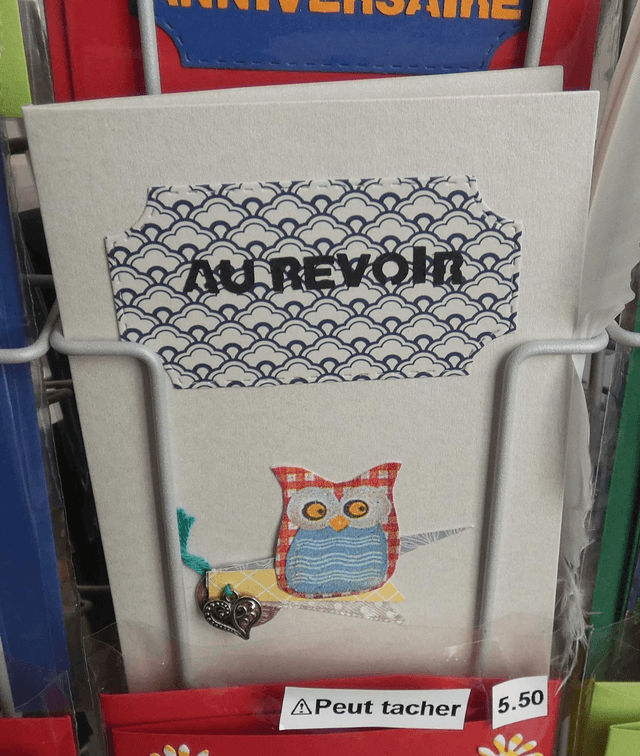 ANNIVERSAIRE
AU REVOIR
⚠Peut tacher
5.50